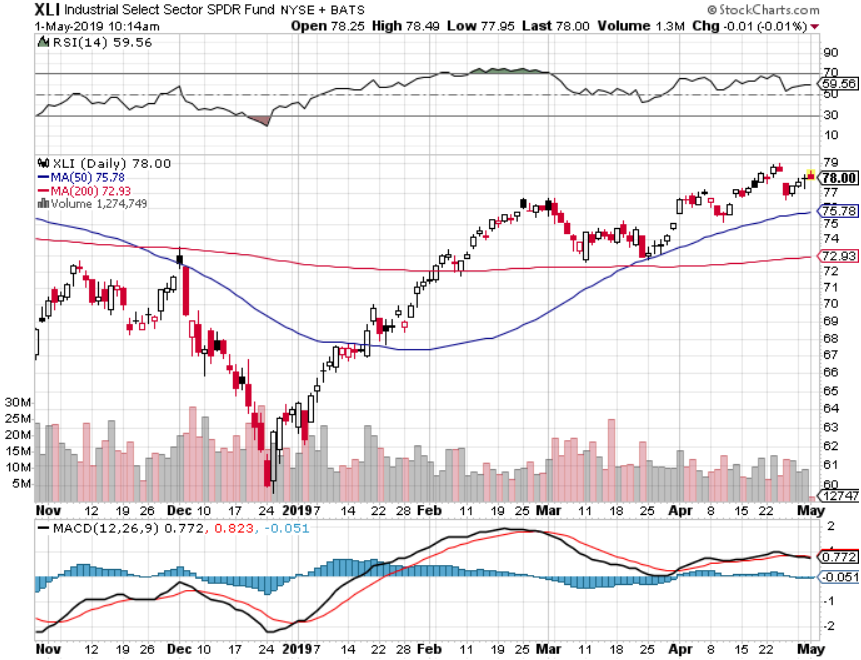 XLI Industrial Select Sector SPDR Fund NYSE + BATS © StockCharts.com
1-May-2019 10:14am Open 78.25 High 78.49 Low 77.95 Last 78.00 Volume 1.3M Chg -0.01 (-0.01%)
RSI(14) 59.56
90
70
59.56
50
30
10
XLI (Daily) 78.00
MA(50) 75.78
MA(200) 72.93
Volume 1,274,749
79
78.00
77
76
75.78
75
74
72.93
72
71
70
69
68
67
66
65
64
63
62
61
60
30M
25M
20M
15M
10M
5M
12747
Nov 12 19 26 Dec 10 17 24 2019 7 14 22 28 Feb 11 19 25 Mar 11 18 25 Apr 8 15 22 May
MACD(12,26,9) 0.772, 0.823, -0.051
2
0.772
-0.051
-1
-2
Nov 12 19 26 Dec 10 17 24 2019 7 14 22 28 Feb 11 19 25 Mar 11 18 25 Apr 8 15 22 May